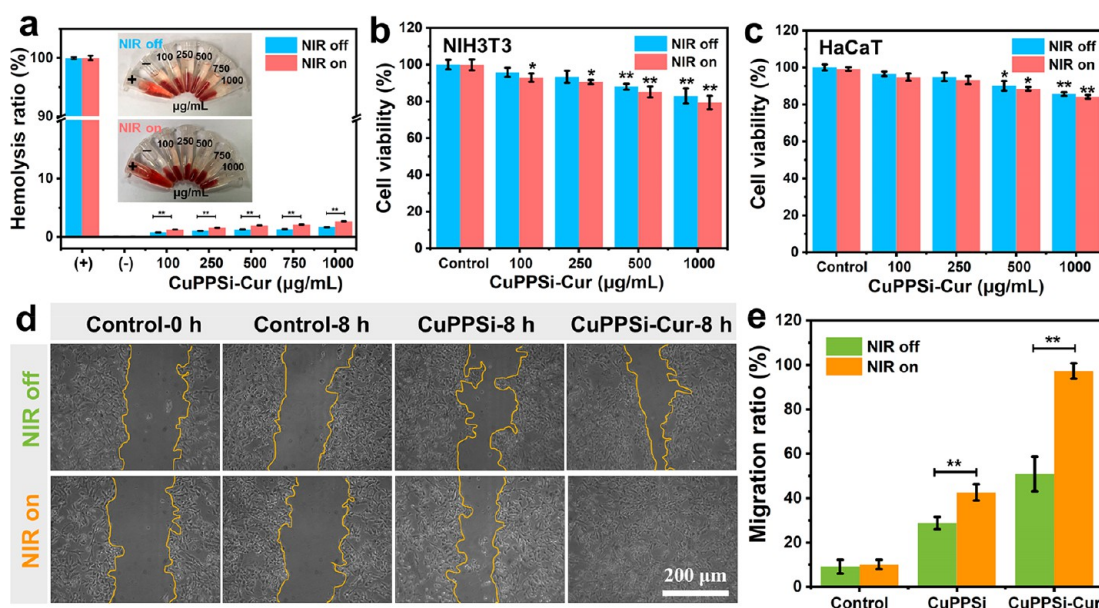 a
Hemolysis ratio (%)
100
90
10
5
0
NIR off
NIR on
NIR off
+
−
100
250
500
750
1000
µg/mL
NIR on
+
−
100
250
500
750
1000
µg/mL
**
**
**
**
**
(+)
(-)
100
250
500
750
1000
CuPPSi-Cur (µg/mL)
b
NIH3T3
NIR off
NIR on
Cell viability (%)
120
100
80
60
40
20
0
*
*
**
**
**
**
Control
100
250
500
1000
CuPPSi-Cur (µg/mL)
c
HaCaT
NIR off
NIR on
Cell viability (%)
120
100
80
60
40
20
0
*
*
**
**
Control
100
250
500
1000
CuPPSi-Cur (µg/mL)
d
Control-0 h
Control-8 h
CuPPSi-8 h
CuPPSi-Cur-8 h
NIR off
NIR on
200 µm
e
NIR off
NIR on
Migration ratio (%)
120
100
80
60
40
20
0
**
**
Control
CuPPSi
CuPPSi-Cur